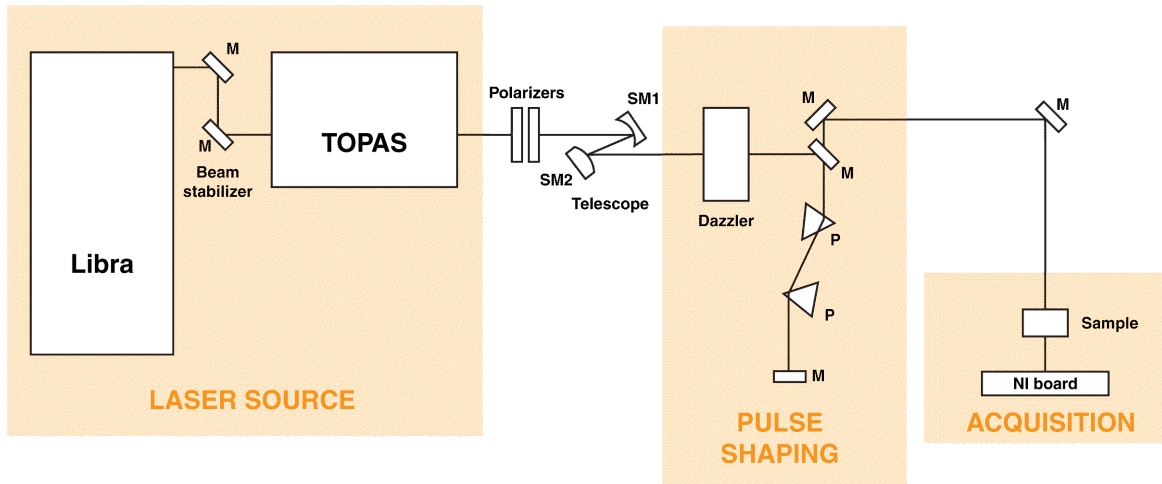 M
M
Beam
stabilizer
Libra
TOPAS
LASER SOURCE
Polarizers
SM1
SM2
Telescope
Dazzler
M
M
P
P
M
PULSE
SHAPING
M
Sample
NI board
ACQUISITION